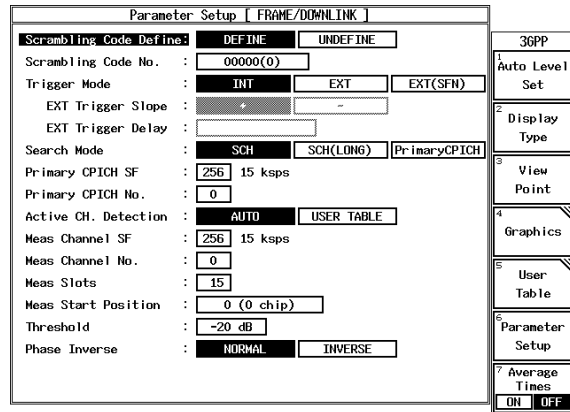 Parameter Setup [ FRAME/DOWNLINK ]
Scrambling Code Define: DEFINE UNDEFINE
Scrambling Code No. : 00000(0)
Trigger Mode : INT EXT EXT(SFN)
EXT Trigger Slope : + −
EXT Trigger Delay :
Search Mode : SCH SCH(LONG) PrimaryCPICH
Primary CPICH SF : 256 15 ksps
Primary CPICH No. : 0
Active CH. Detection : AUTO USER TABLE
Meas Channel SF : 256 15 ksps
Meas Channel No. : 0
Meas Slots : 15
Meas Start Position : 0 (0 chip)
Threshold : -20 dB
Phase Inverse : NORMAL INVERSE
3GPP
1
Auto Level
Set
2
Display
Type
3
View
Point
4
Graphics
5
User
Table
6
Parameter
Setup
7
Average
Times
ON OFF